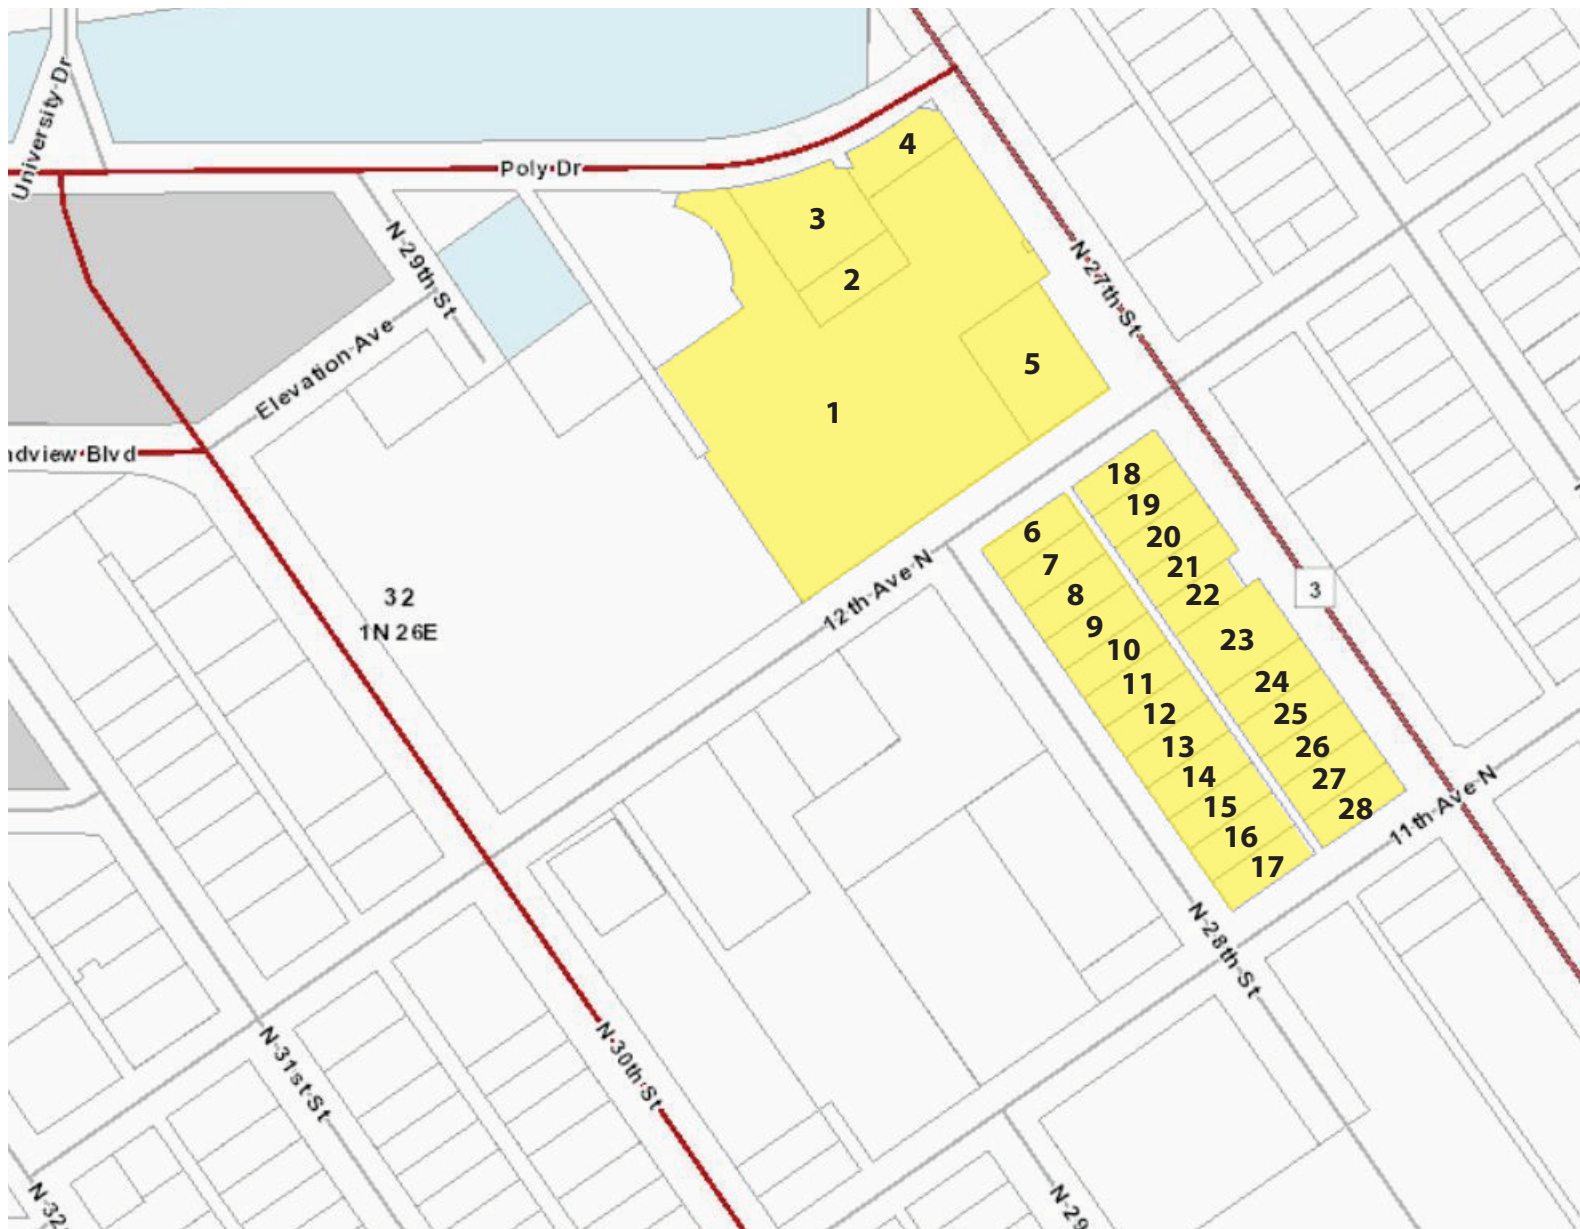 University Dr
Poly Dr
4
3
2
N 29th St
N 27th St
Elevation Ave
5
1
ndview Blvd
18
19
6
20
7
21
12th Ave N
3
8
22
32
1N 26E
9
23
10
11
24
12
25
13
26
14
27
15
28
11th Ave N
16
17
N 28th St
N 31st St
N 30th St
N 32
N 29